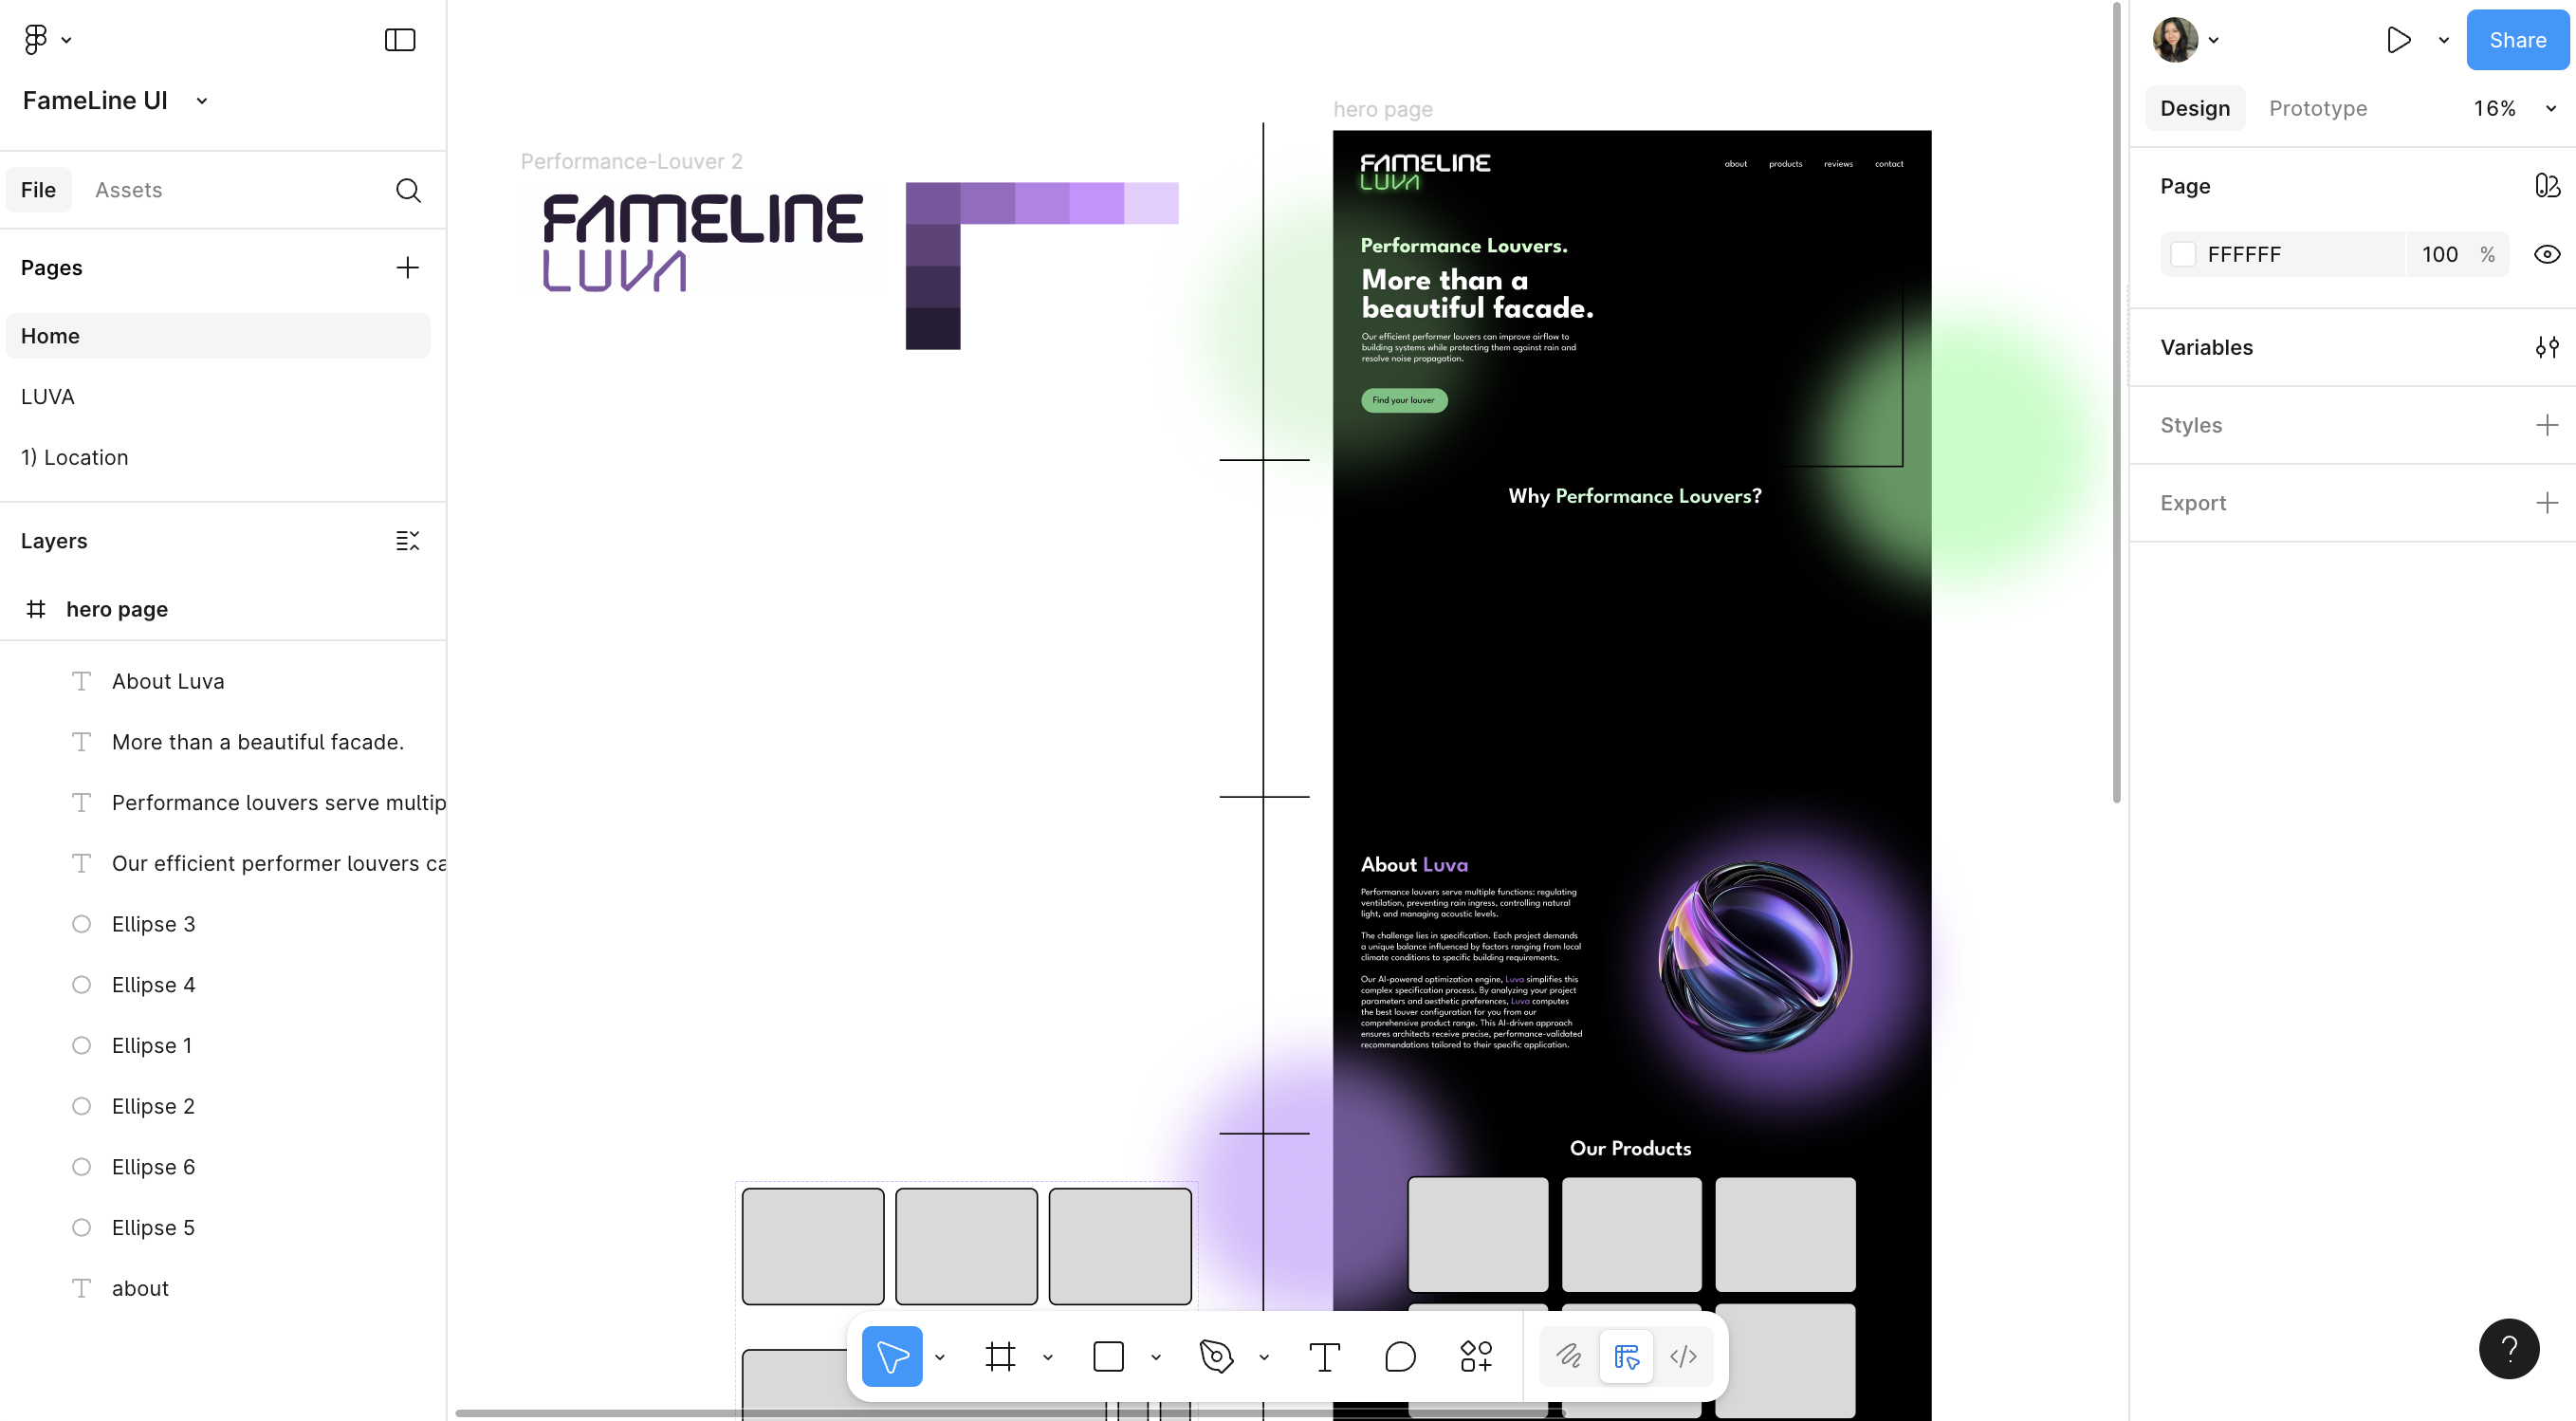 FameLine UI
File
Assets
Pages
Home
LUVA
1) Location
Layers
hero page
About Luva
More than a beautiful facade.
Performance louvers serve multip
Our efficient performer louvers ca
Ellipse 3
Ellipse 4
Ellipse 1
Ellipse 2
Ellipse 6
Ellipse 5
about
Performance-Louver 2
FAMELINE
LUVA
hero page
FAMELINE
LUVA
about
products
reviews
contact
Performance Louvers.
More than a
beautiful facade.
Our efficient performer louvers can improve airflow to
building systems while protecting them against rain and
resolve noise propagation.
Find your louver
Why Performance Louvers?
About Luva
Performance louvers serve multiple functions: regulating
ventilation, preventing rain ingress, controlling natural
light, and managing acoustic levels.
The challenge lies in specification. Each project demands
a unique balance influenced by factors ranging from local
climate conditions to specific building requirements.
Our AI-powered optimization engine, Luva simplifies this
complex specification process. By analyzing your project
parameters and aesthetic preferences, Luva computes
the best louver configuration for you from our
comprehensive product range. This AI-driven approach
ensures architects receive precise, performance-validated
recommendations tailored to their specific application.
Our Products
Share
Design
Prototype
16%
Page
FFFFFF
100
%
Variables
Styles
Export
?